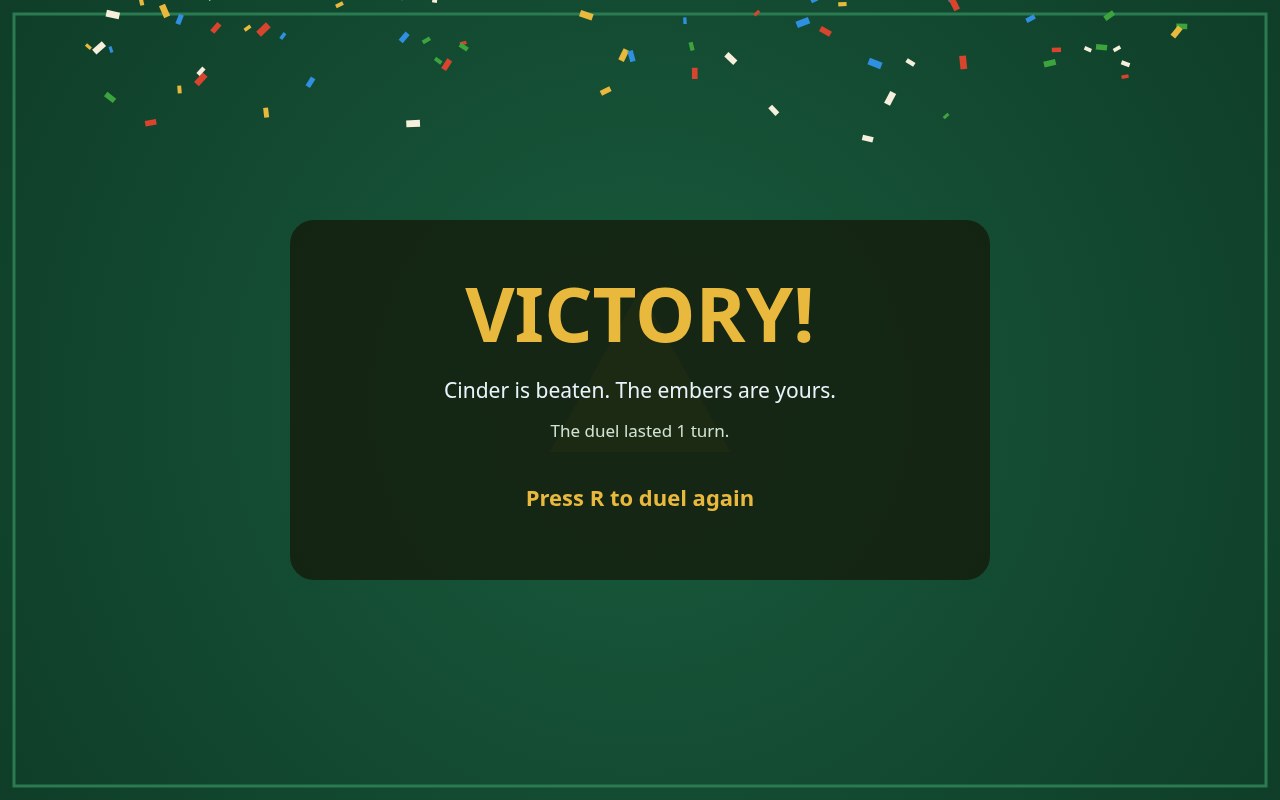 VICTORY!
Cinder is beaten. The embers are yours.
The duel lasted 1 turn.
Press R to duel again